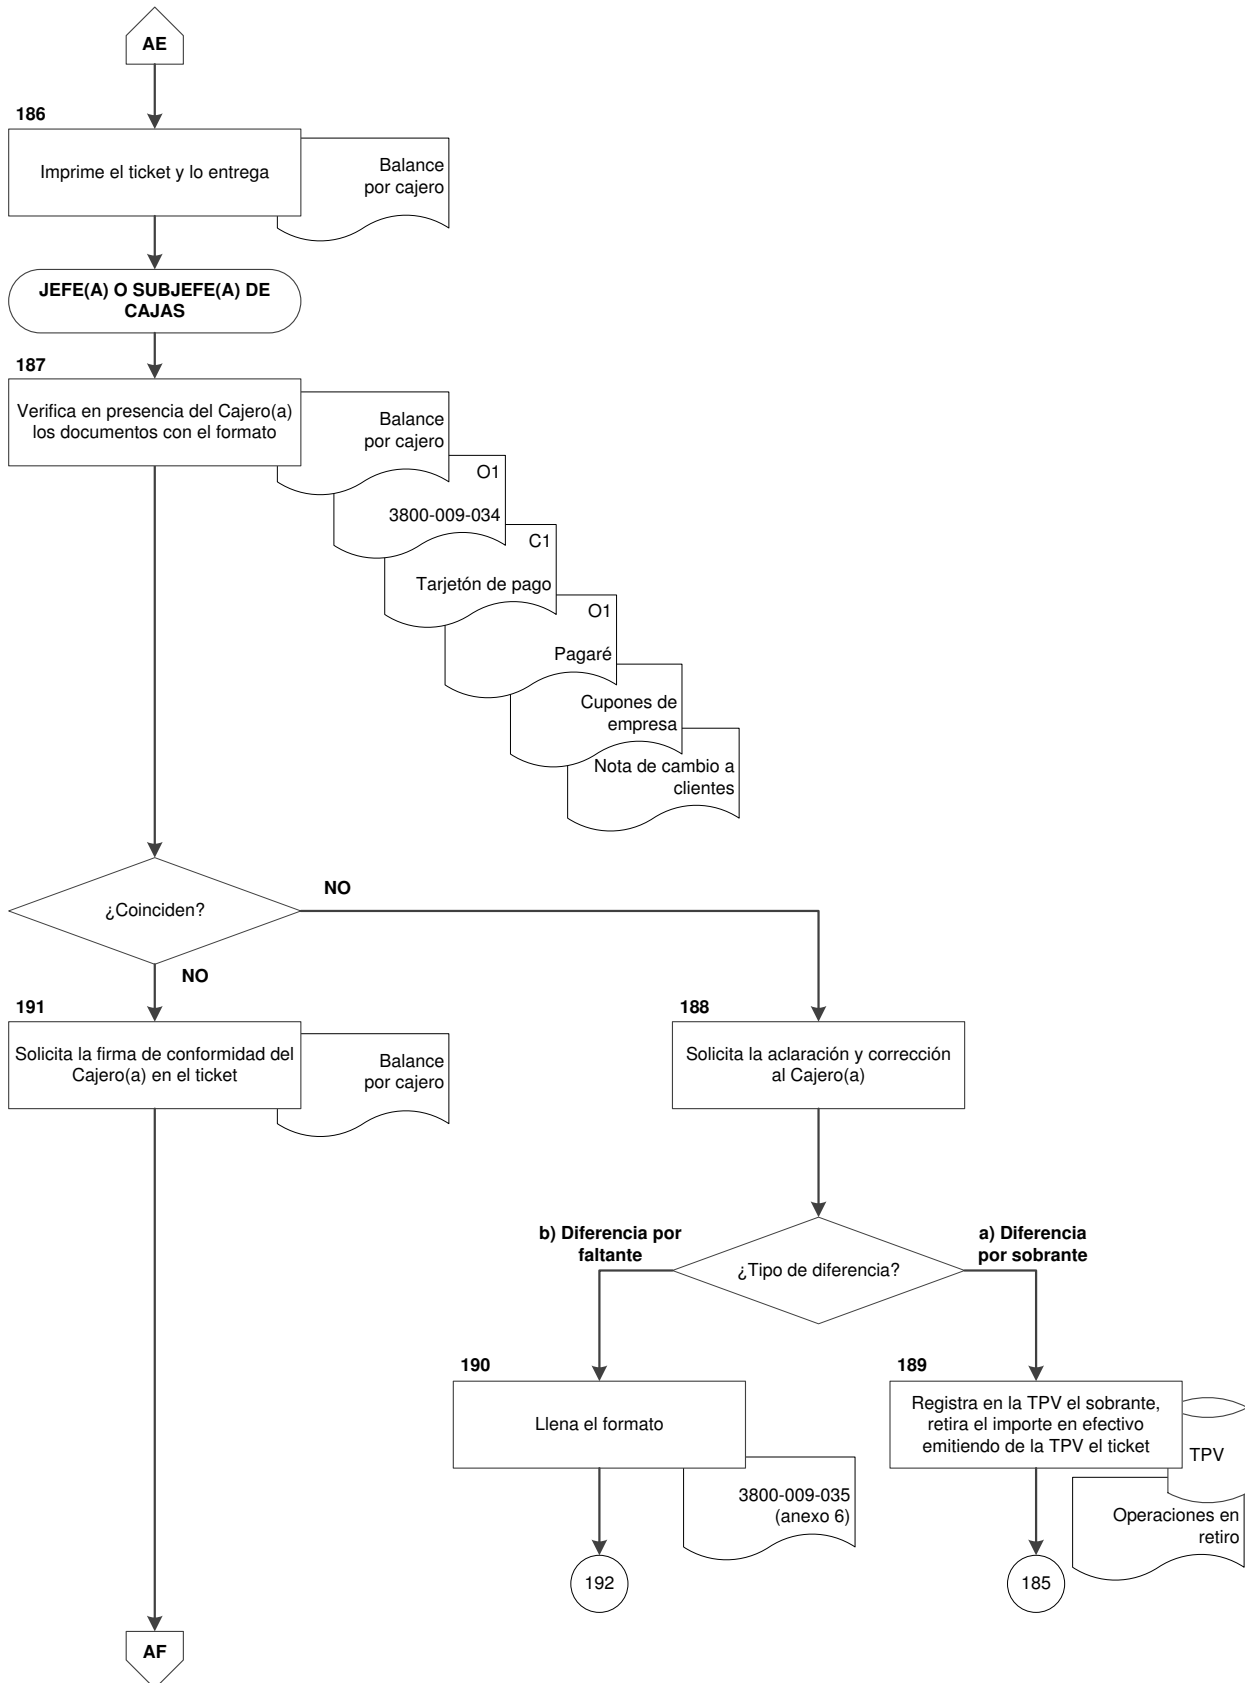 AE
186
Imprime el ticket y lo entrega
Balance
por cajero
JEFE(A) O SUBJEFE(A) DE
CAJAS
187
Verifica en presencia del Cajero(a)
los documentos con el formato
Balance
por cajero
O1
3800-009-034
C1
Tarjetón de pago
O1
Pagaré
Cupones de
empresa
Nota de cambio a
clientes
¿Coinciden?
NO
NO
191
Solicita la firma de conformidad del
Cajero(a) en el ticket
Balance
por cajero
188
Solicita la aclaración y corrección
al Cajero(a)
b) Diferencia por
faltante
¿Tipo de diferencia?
a) Diferencia
por sobrante
190
Llena el formato
3800-009-035
(anexo 6)
192
189
Registra en la TPV el sobrante,
retira el importe en efectivo
emitiendo de la TPV el ticket
TPV
Operaciones en
retiro
185
AF